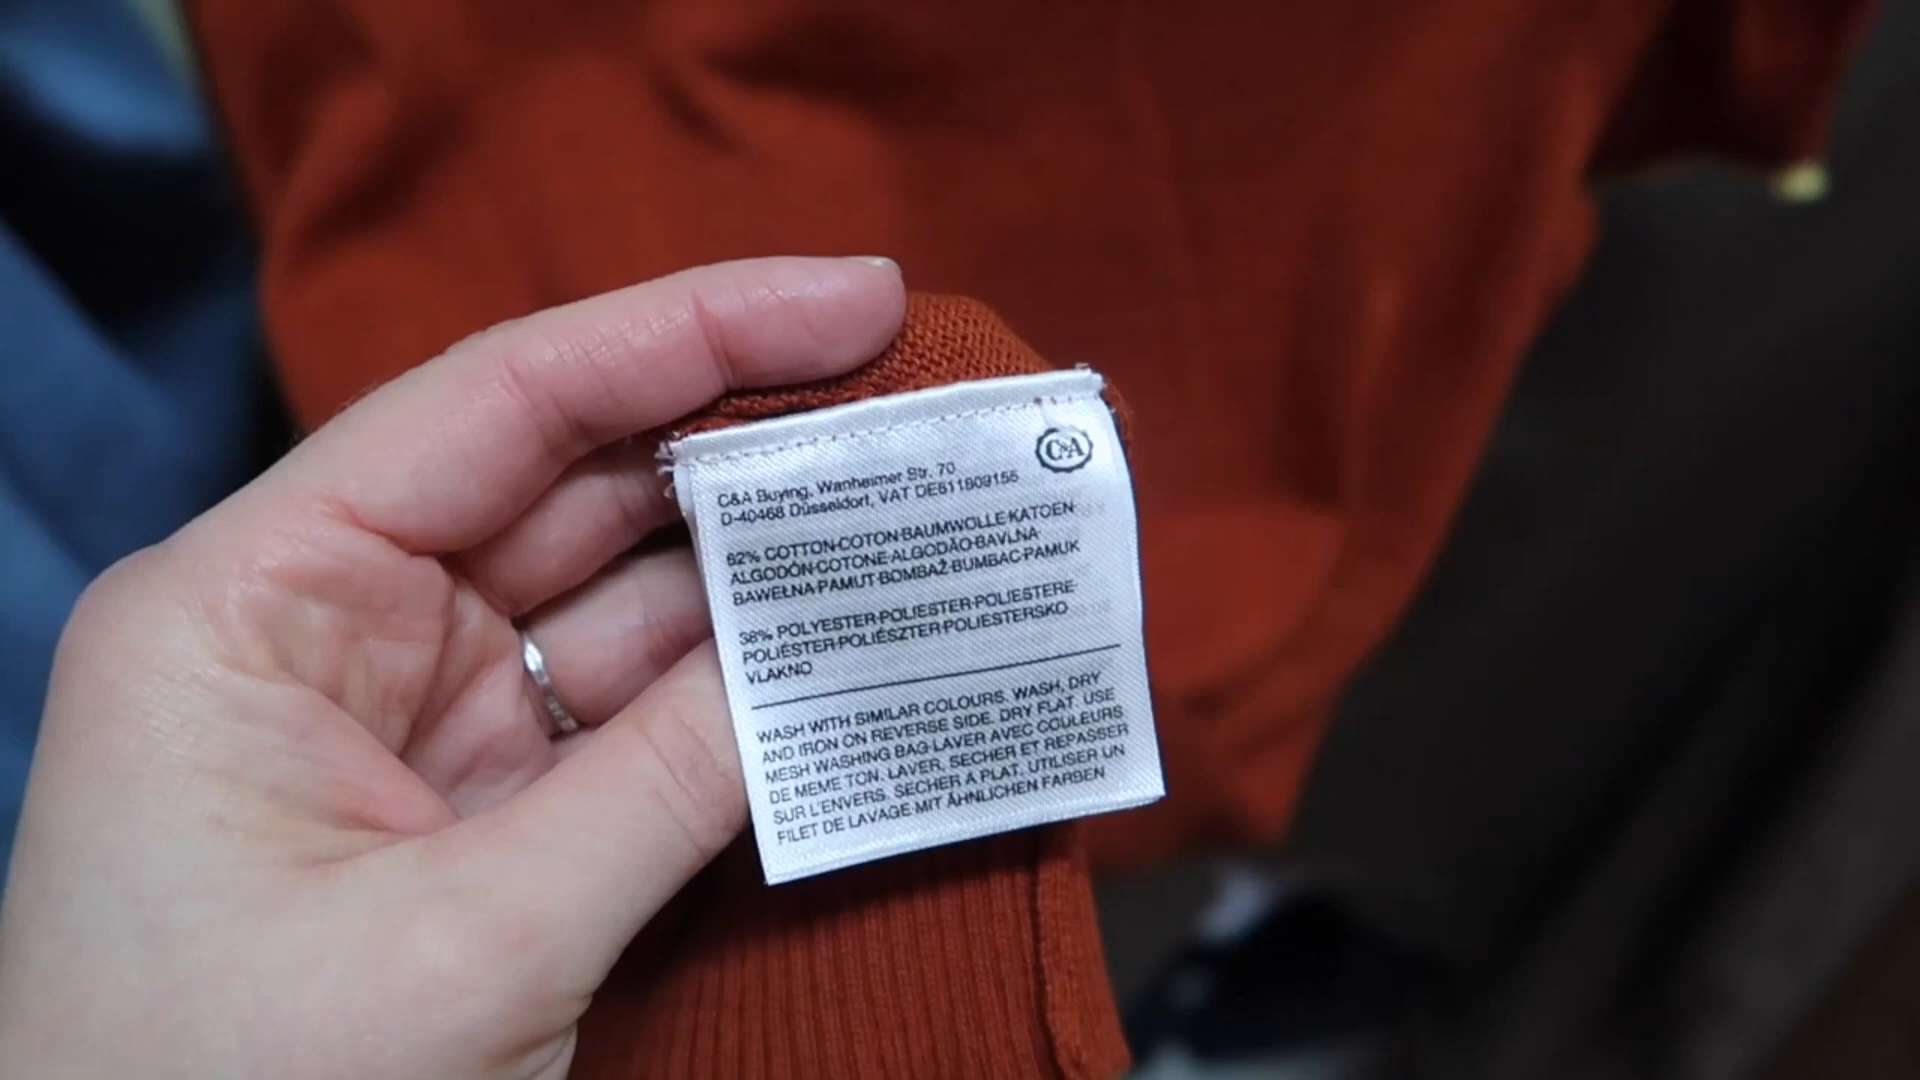 C&A
C&A Buying, Wanheimer Str. 70
D-40468 Düsseldorf, VAT DE811809155
62% COTTON·COTON·BAUMWOLLE·KATOEN·
ALGODÓN·COTONE·ALGODÃO·BAVLNA·
BAWEŁNA·PAMUT·BOMBAŽ·BUMBAC·PAMUK
38% POLYESTER·POLIESTER·POLIESTERE·
POLIÉSTER·POLIÉSZTER·POLIESTERSKO
VLAKNO
WASH WITH SIMILAR COLOURS. WASH, DRY
AND IRON ON REVERSE SIDE. DRY FLAT. USE
MESH WASHING BAG·LAVER AVEC COULEURS
DE MEME TON. LAVER, SECHER ET REPASSER
SUR L'ENVERS. SECHER A PLAT. UTILISER UN
FILET DE LAVAGE·MIT ÄHNLICHEN FARBEN